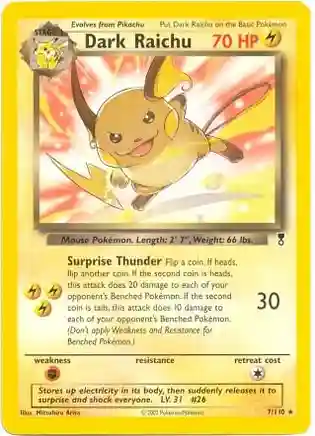 STAGE 1
Evolves from Pikachu Put Dark Raichu on the Basic Pokémon
Dark Raichu 70 HP
Mouse Pokémon. Length: 2' 7", Weight: 66 lbs.
Surprise Thunder Flip a coin. If heads,
flip another coin. If the second coin is heads,
this attack does 20 damage to each of your
opponent's Benched Pokémon. If the second
coin is tails, this attack does 10 damage to
each of your opponent's Benched Pokémon.
(Don't apply Weakness and Resistance for
Benched Pokémon.)
30
weakness resistance retreat cost
Stores up electricity in its body, then suddenly releases it to
surprise and shock everyone. LV. 31 #26
Illus. Mitsuhiro Arita
©2002 Pokémon/Nintendo
7/110 ★